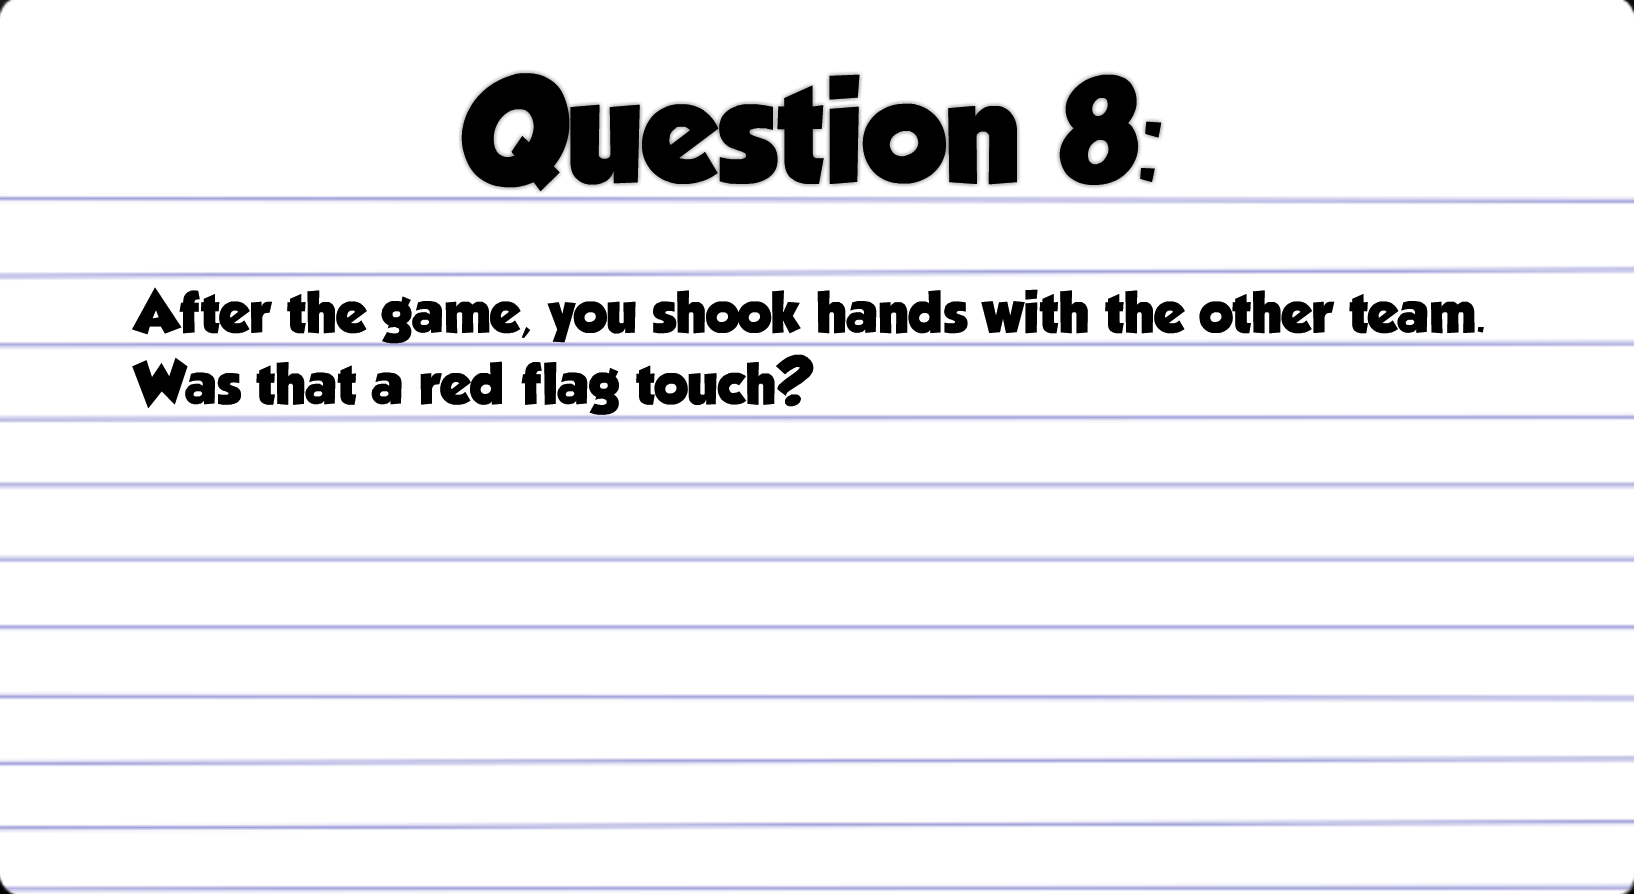 Question 8:
After the game, you shook hands with the other team.
Was that a red flag touch?